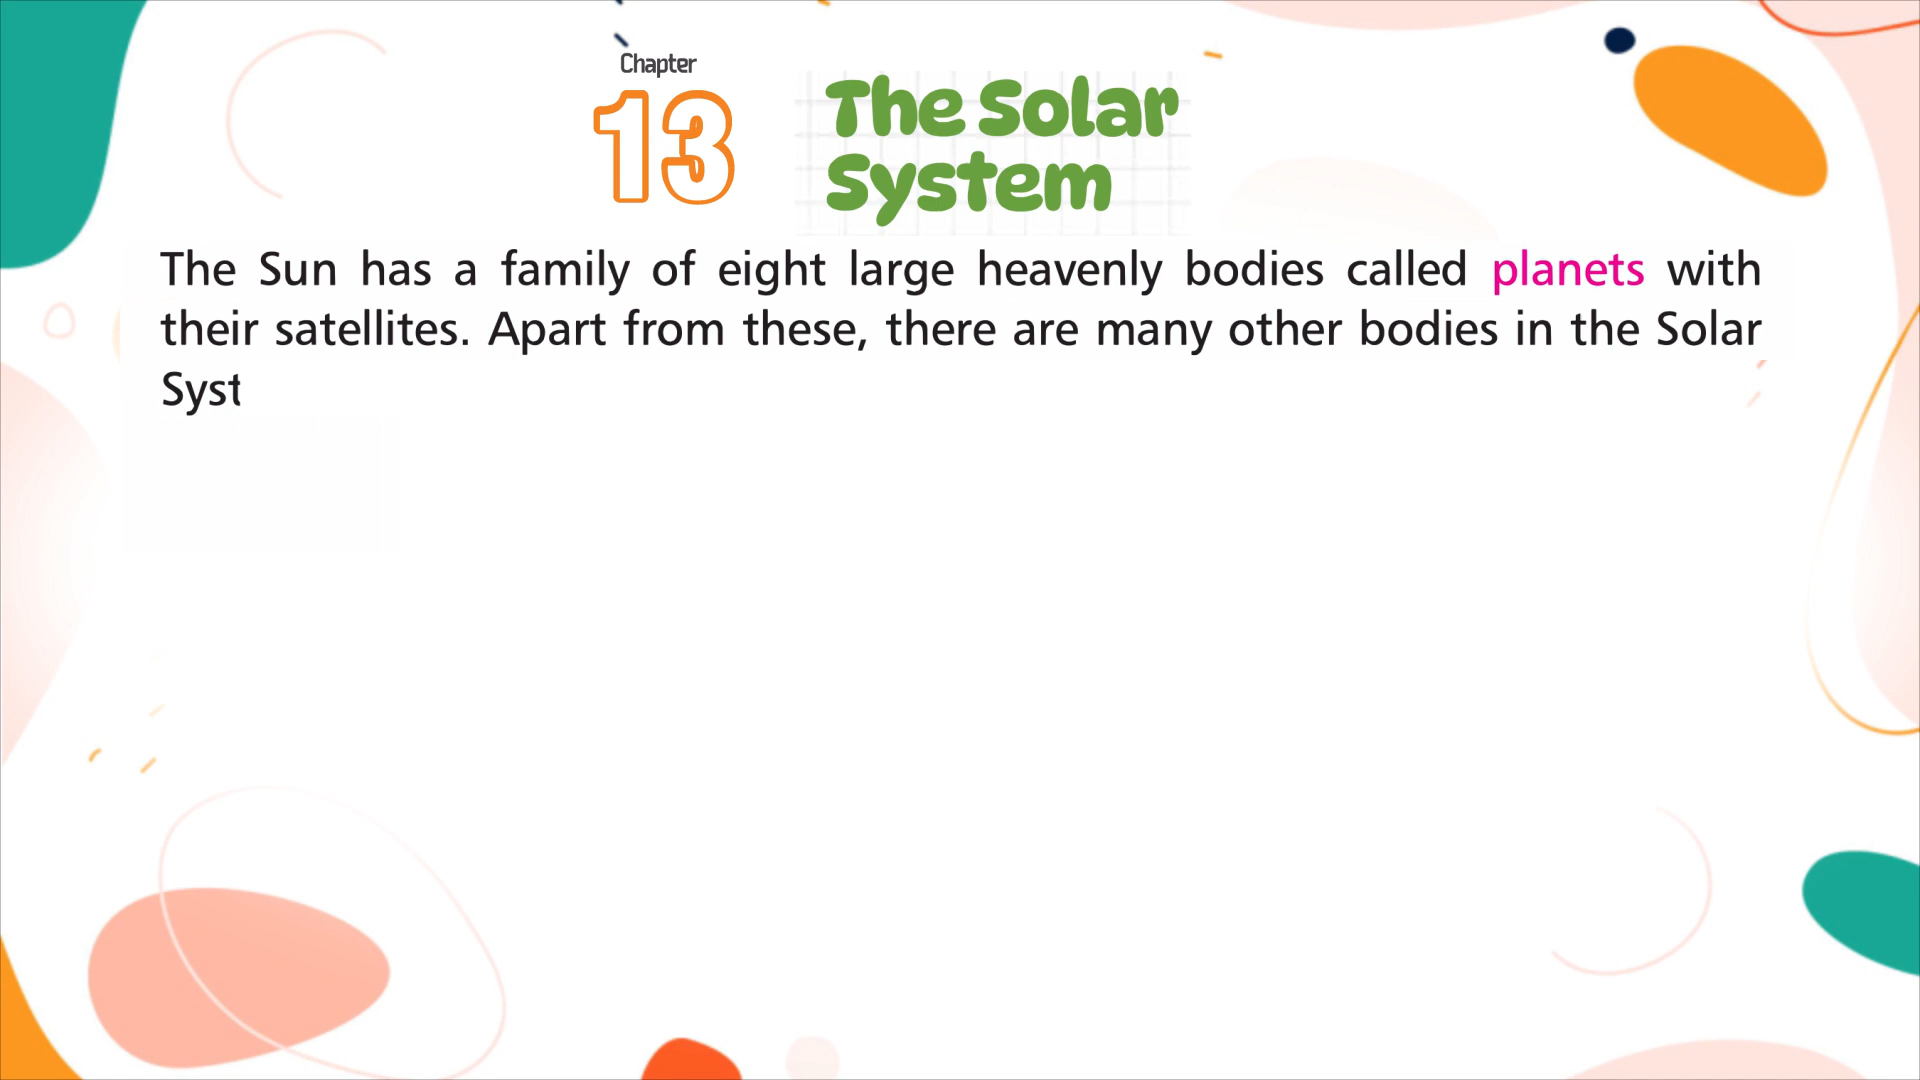 Chapter
13
The Solar
System
The Sun has a family of eight large heavenly bodies called planets with
their satellites. Apart from these, there are many other bodies in the Solar
Syst